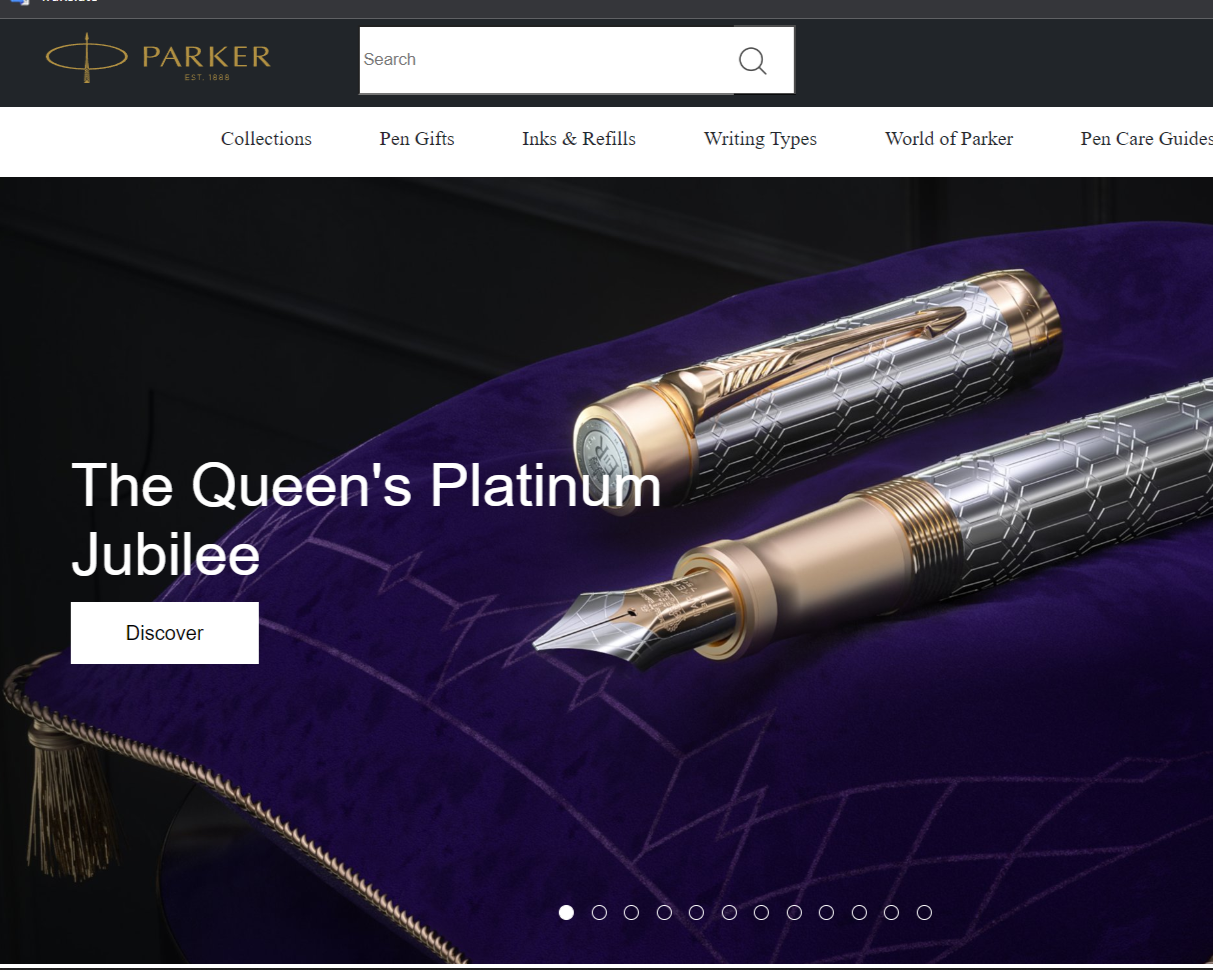 PARKER
EST. 1888
Search
Collections Pen Gifts Inks & Refills Writing Types World of Parker Pen Care Guides
The Queen's Platinum
Jubilee
Discover